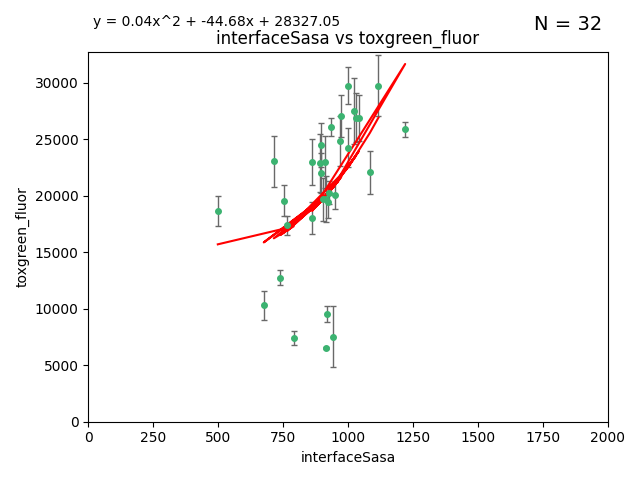 y = 0.04x^2 + -44.68x + 28327.05
N = 32
interfaceSasa vs toxgreen_fluor
30000
25000
20000
15000
10000
5000
0
toxgreen_fluor
0 250 500 750 1000 1250 1500 1750 2000
interfaceSasa